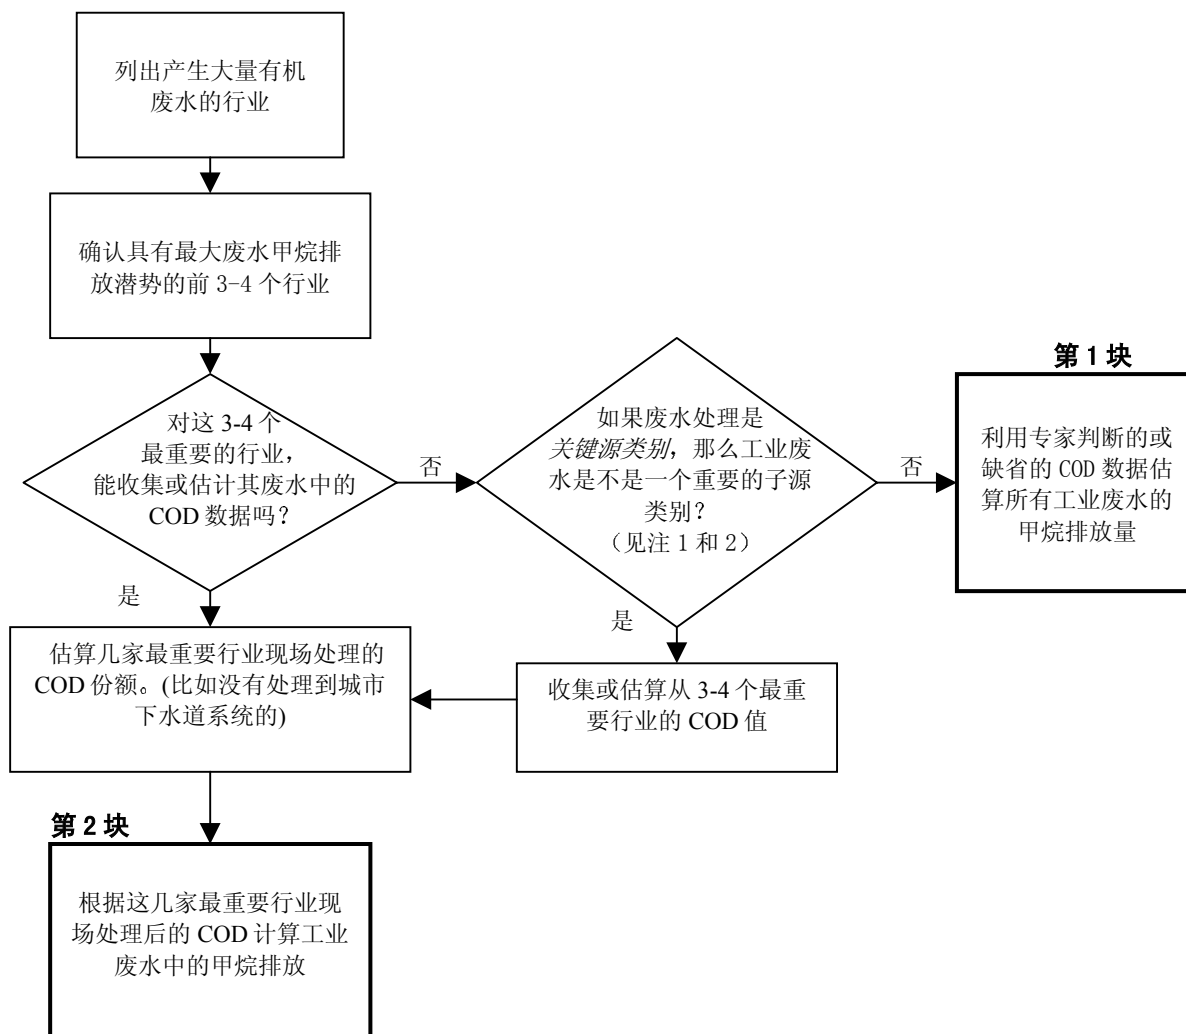 列出产生大量有机
废水的行业
确认具有最大废水甲烷排
放潜势的前 3-4 个行业
对这 3-4 个
最重要的行业，
能收集或估计其废水中的
COD 数据吗？
否
是
如果废水处理是
关键源类别，那么工业废
水是不是一个重要的子源
类别？
（见注 1 和 2）
否
是
第 1 块
利用专家判断的或
缺省的 COD 数据估
算所有工业废水的
甲烷排放量
估算几家最重要行业现场处理的
COD 份额。(比如没有处理到城市
下水道系统的)
收集或估算从 3-4 个最重
要行业的 COD 值
第 2 块
根据这几家最重要行业现
场处理后的 COD 计算工业
废水中的甲烷排放